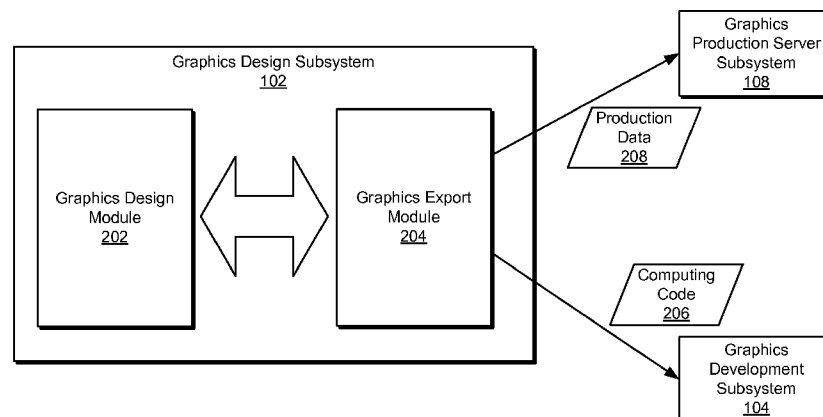 Graphics Design Subsystem
102
Graphics Design
Module
202
Graphics Export
Module
204
Graphics
Production Server
Subsystem
108
Production
Data
208
Computing
Code
206
Graphics
Development
Subsystem
104